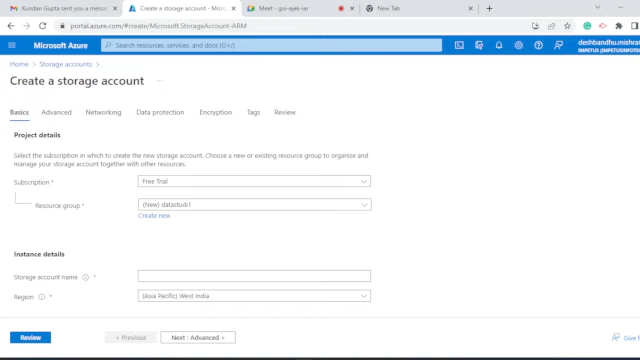 Kundan Gupta sent you a messa
Create a storage account - Micros
Meet - goi-ajek-iar
New Tab
portal.azure.com/#create/Microsoft.StorageAccount-ARM
Microsoft Azure
Search resources, services, and docs (G+/)
deshbandhu.mishra
IMPETUS (IMPETUSINFOT
Home > Storage accounts >
Create a storage account ...
Basics Advanced Networking Data protection Encryption Tags Review
Project details
Select the subscription in which to create the new storage account. Choose a new or existing resource group to organize and
manage your storage account together with other resources.
Subscription * Free Trial
Resource group * (New) datastudi1
Create new
Instance details
Storage account name *
Region * (Asia Pacific) West India
Review < Previous Next : Advanced > Give f